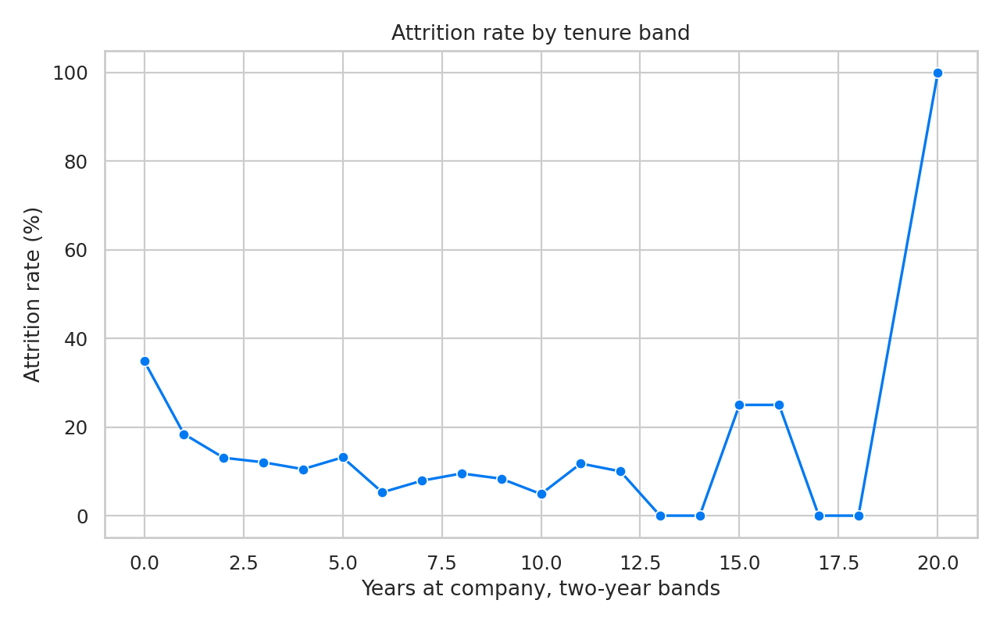 Attrition rate by tenure band
100
80
60
40
20
0
Attrition rate (%)
0.0 2.5 5.0 7.5 10.0 12.5 15.0 17.5 20.0
Years at company, two-year bands